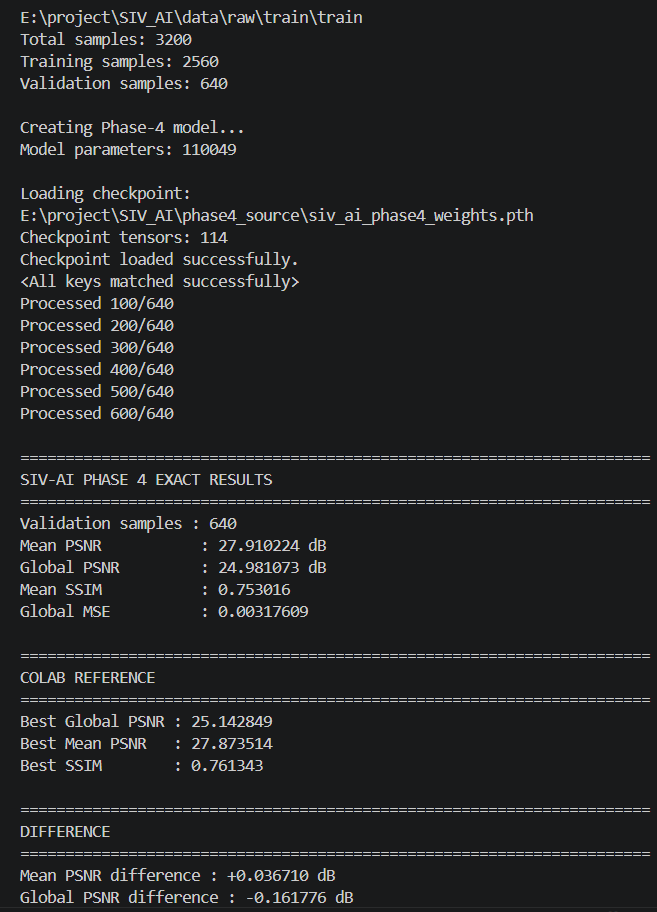 E:\project\SIV_AI\data\raw\train\train
Total samples: 3200
Training samples: 2560
Validation samples: 640
Creating Phase-4 model...
Model parameters: 110049
Loading checkpoint:
E:\project\SIV_AI\phase4_source\siv_ai_phase4_weights.pth
Checkpoint tensors: 114
Checkpoint loaded successfully.
<All keys matched successfully>
Processed 100/640
Processed 200/640
Processed 300/640
Processed 400/640
Processed 500/640
Processed 600/640
======================================================================
SIV-AI PHASE 4 EXACT RESULTS
======================================================================
Validation samples : 640
Mean PSNR           : 27.910224 dB
Global PSNR         : 24.981073 dB
Mean SSIM           : 0.753016
Global MSE          : 0.00317609
======================================================================
COLAB REFERENCE
======================================================================
Best Global PSNR : 25.142849
Best Mean PSNR   : 27.873514
Best SSIM        : 0.761343
======================================================================
DIFFERENCE
======================================================================
Mean PSNR difference : +0.036710 dB
Global PSNR difference : -0.161776 dB